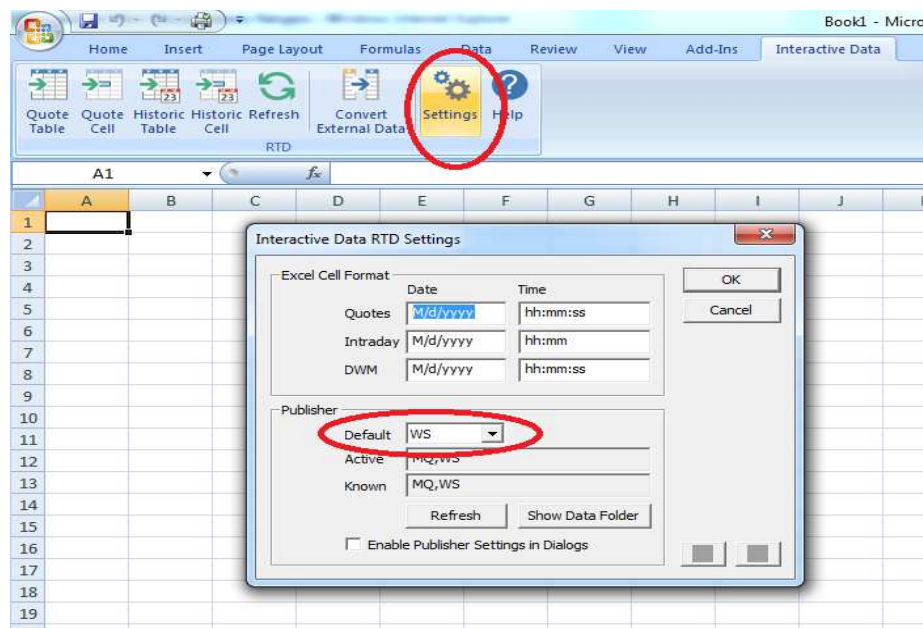 Book1 - Micro
Home Insert Page Layout Formulas Data Review View Add-Ins Interactive Data
Quote Table Quote Cell Historic Table Historic Cell Refresh Convert External Data Settings Help
23 23
RTD
A1 fx
A B C D E F G H I J
1
2
3
4
5
6
7
8
9
10
11
12
13
14
15
16
17
18
19
Interactive Data RTD Settings
Excel Cell Format
Date Time
Quotes M/d/yyyy hh:mm:ss
Intraday M/d/yyyy hh:mm
DWM M/d/yyyy hh:mm:ss
OK
Cancel
Publisher
Default WS
Active MQ,WS
Known MQ,WS
Refresh Show Data Folder
Enable Publisher Settings in Dialogs